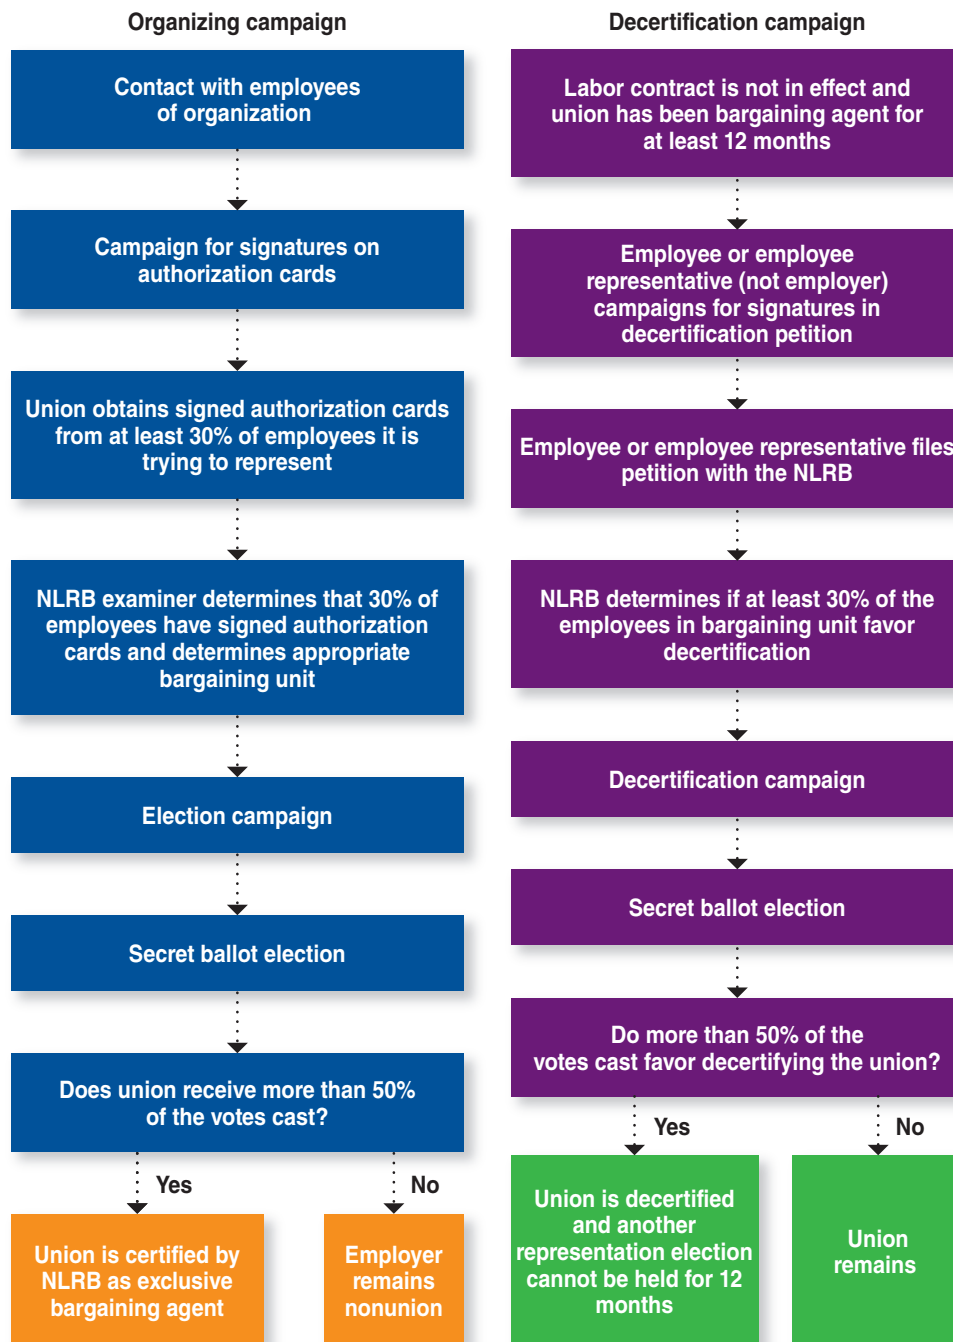 Organizing campaign
Contact with employees
of organization
Campaign for signatures on
authorization cards
Union obtains signed authorization cards
from at least 30% of employees it is
trying to represent
NLRB examiner determines that 30% of
employees have signed authorization
cards and determines appropriate
bargaining unit
Election campaign
Secret ballot election
Does union receive more than 50%
of the votes cast?
Yes
No
Union is certified by
NLRB as exclusive
bargaining agent
Employer
remains
nonunion
Decertification campaign
Labor contract is not in effect and
union has been bargaining agent for
at least 12 months
Employee or employee
representative (not employer)
campaigns for signatures in
decertification petition
Employee or employee representative files
petition with the NLRB
NLRB determines if at least 30% of the
employees in bargaining unit favor
decertification
Decertification campaign
Secret ballot election
Do more than 50% of the
votes cast favor decertifying the union?
Yes
No
Union is decertified
and another
representation election
cannot be held for 12
months
Union
remains